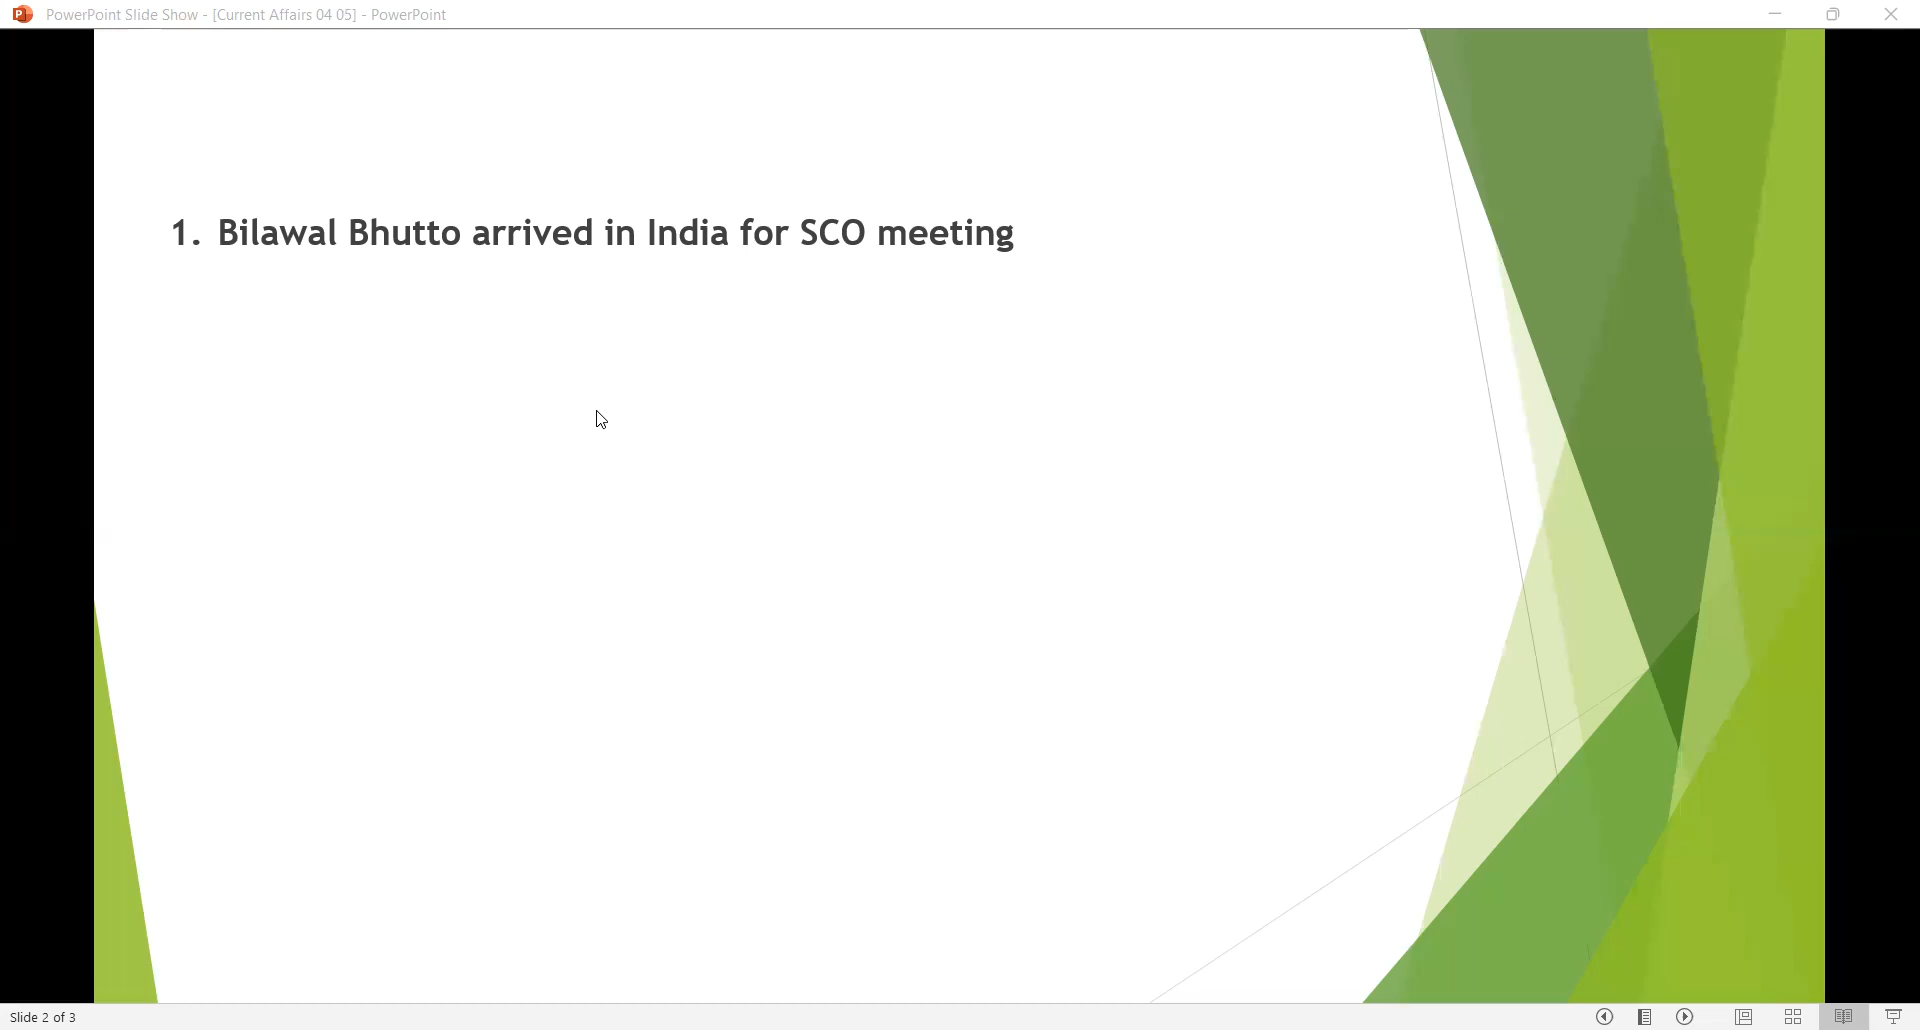 PowerPoint Slide Show - [Current Affairs 04 05] - PowerPoint
1. Bilawal Bhutto arrived in India for SCO meeting
Slide 2 of 3